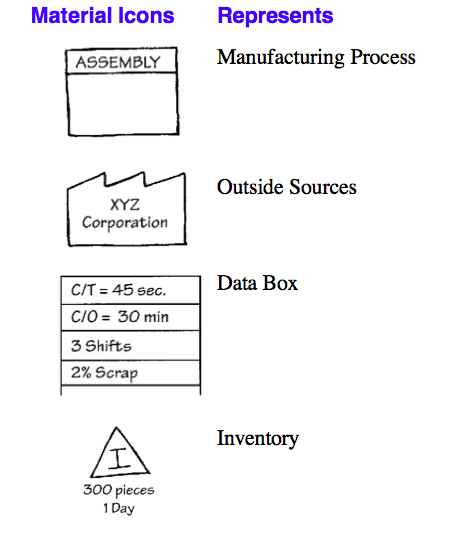 Material Icons Represents
ASSEMBLY
Manufacturing Process
XYZ
Corporation
Outside Sources
C/T = 45 sec.
C/O = 30 min
3 Shifts
2% Scrap
Data Box
I
300 pieces
1 Day
Inventory